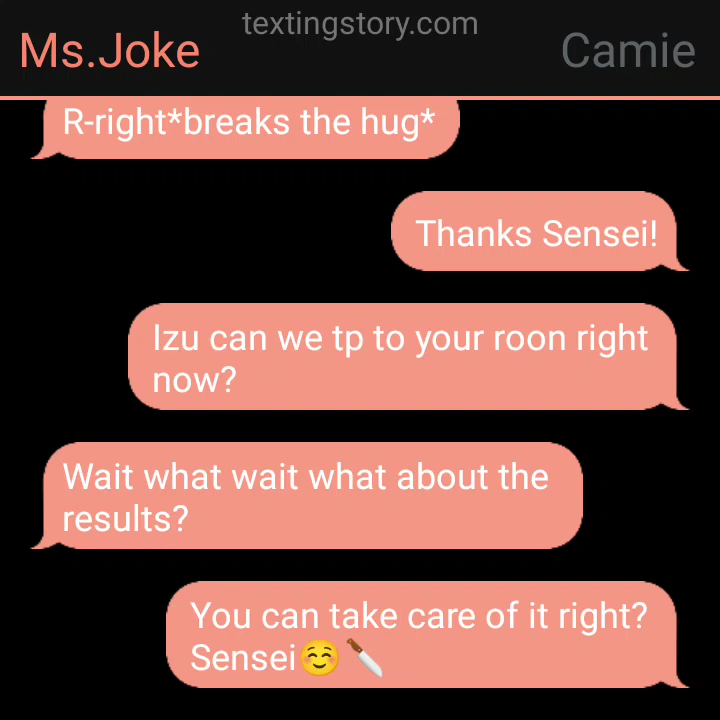 textingstory.com
Ms.Joke
Camie
R-right*breaks the hug*
Thanks Sensei!
Izu can we tp to your roon right
now?
Wait what wait what about the
results?
You can take care of it right?
Sensei☺️🔪